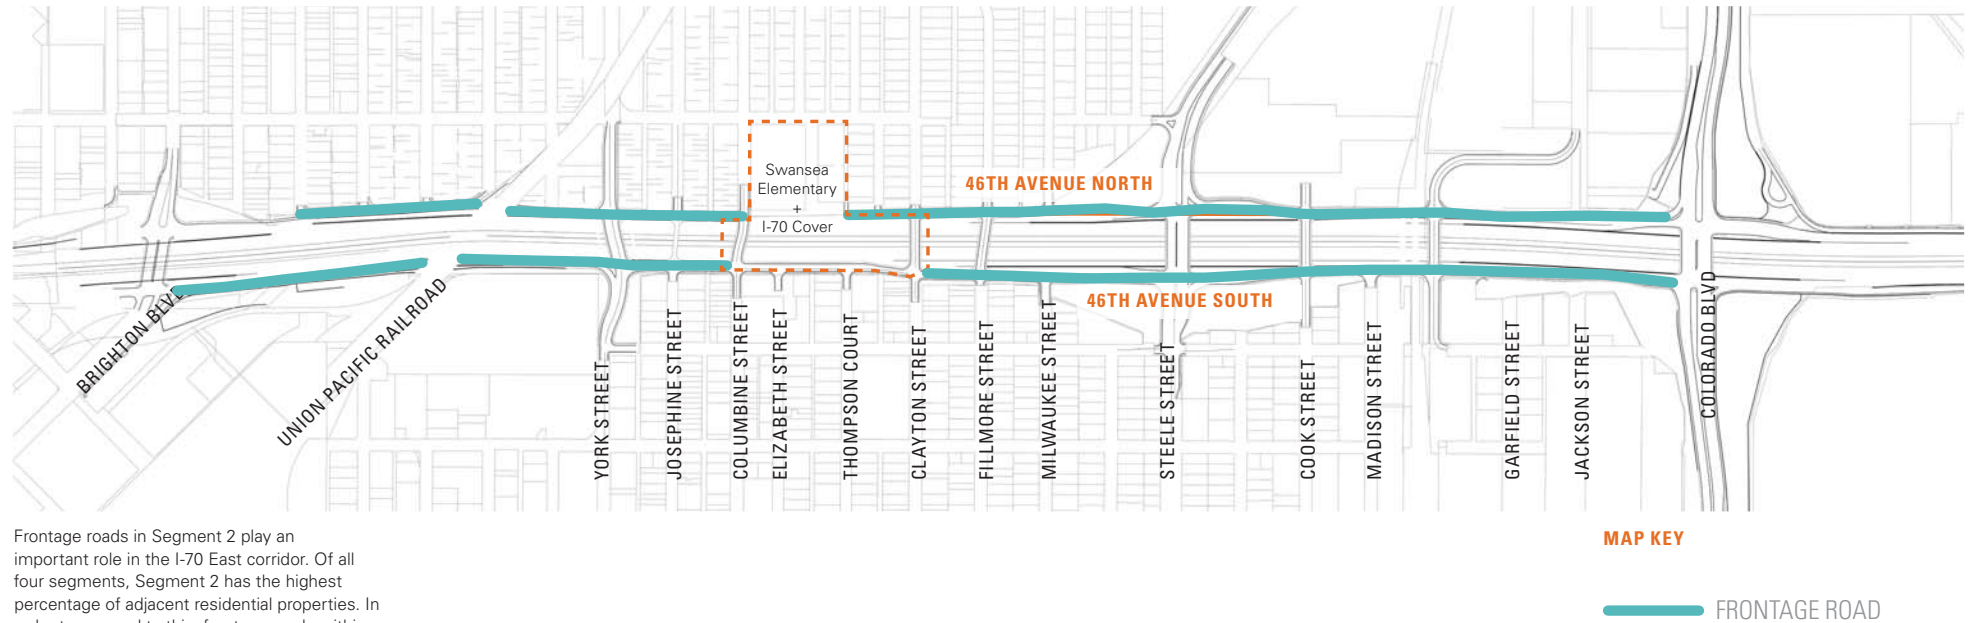 Swansea
Elementary
+
I-70 Cover
46TH AVENUE NORTH
46TH AVENUE SOUTH
BRIGHTON BLVD
UNION PACIFIC RAILROAD
YORK STREET
JOSEPHINE STREET
COLUMBINE STREET
ELIZABETH STREET
THOMPSON COURT
CLAYTON STREET
FILLMORE STREET
MILWAUKEE STREET
STEELE STREET
COOK STREET
MADISON STREET
GARFIELD STREET
JACKSON STREET
COLORADO BLVD
Frontage roads in Segment 2 play an
important role in the I-70 East corridor. Of all
four segments, Segment 2 has the highest
percentage of adjacent residential properties. In
MAP KEY
FRONTAGE ROAD